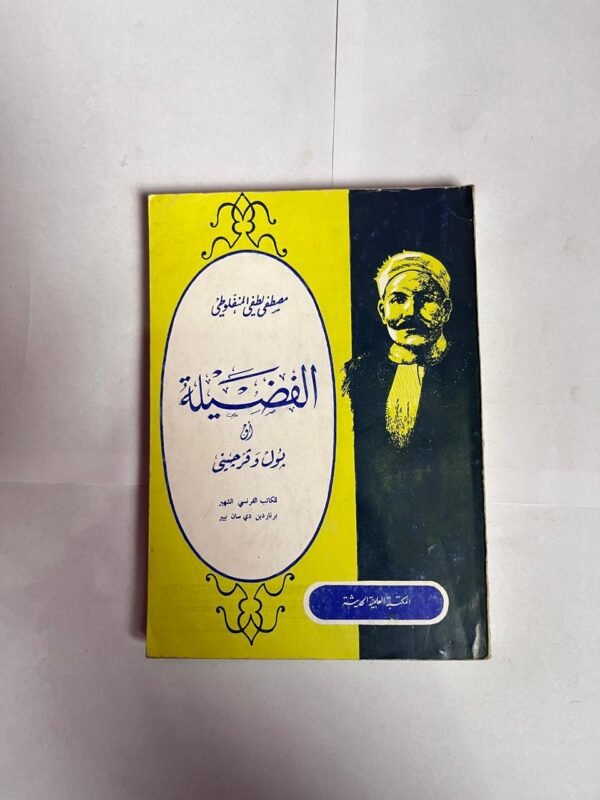 مصطفى لطفي المنفلوطي
الفضيلة
أو
بول وفرجيني
للكاتب الفرنسي الشهير
برناردين دي سان بيير
المكتبة العلمية الحديثة